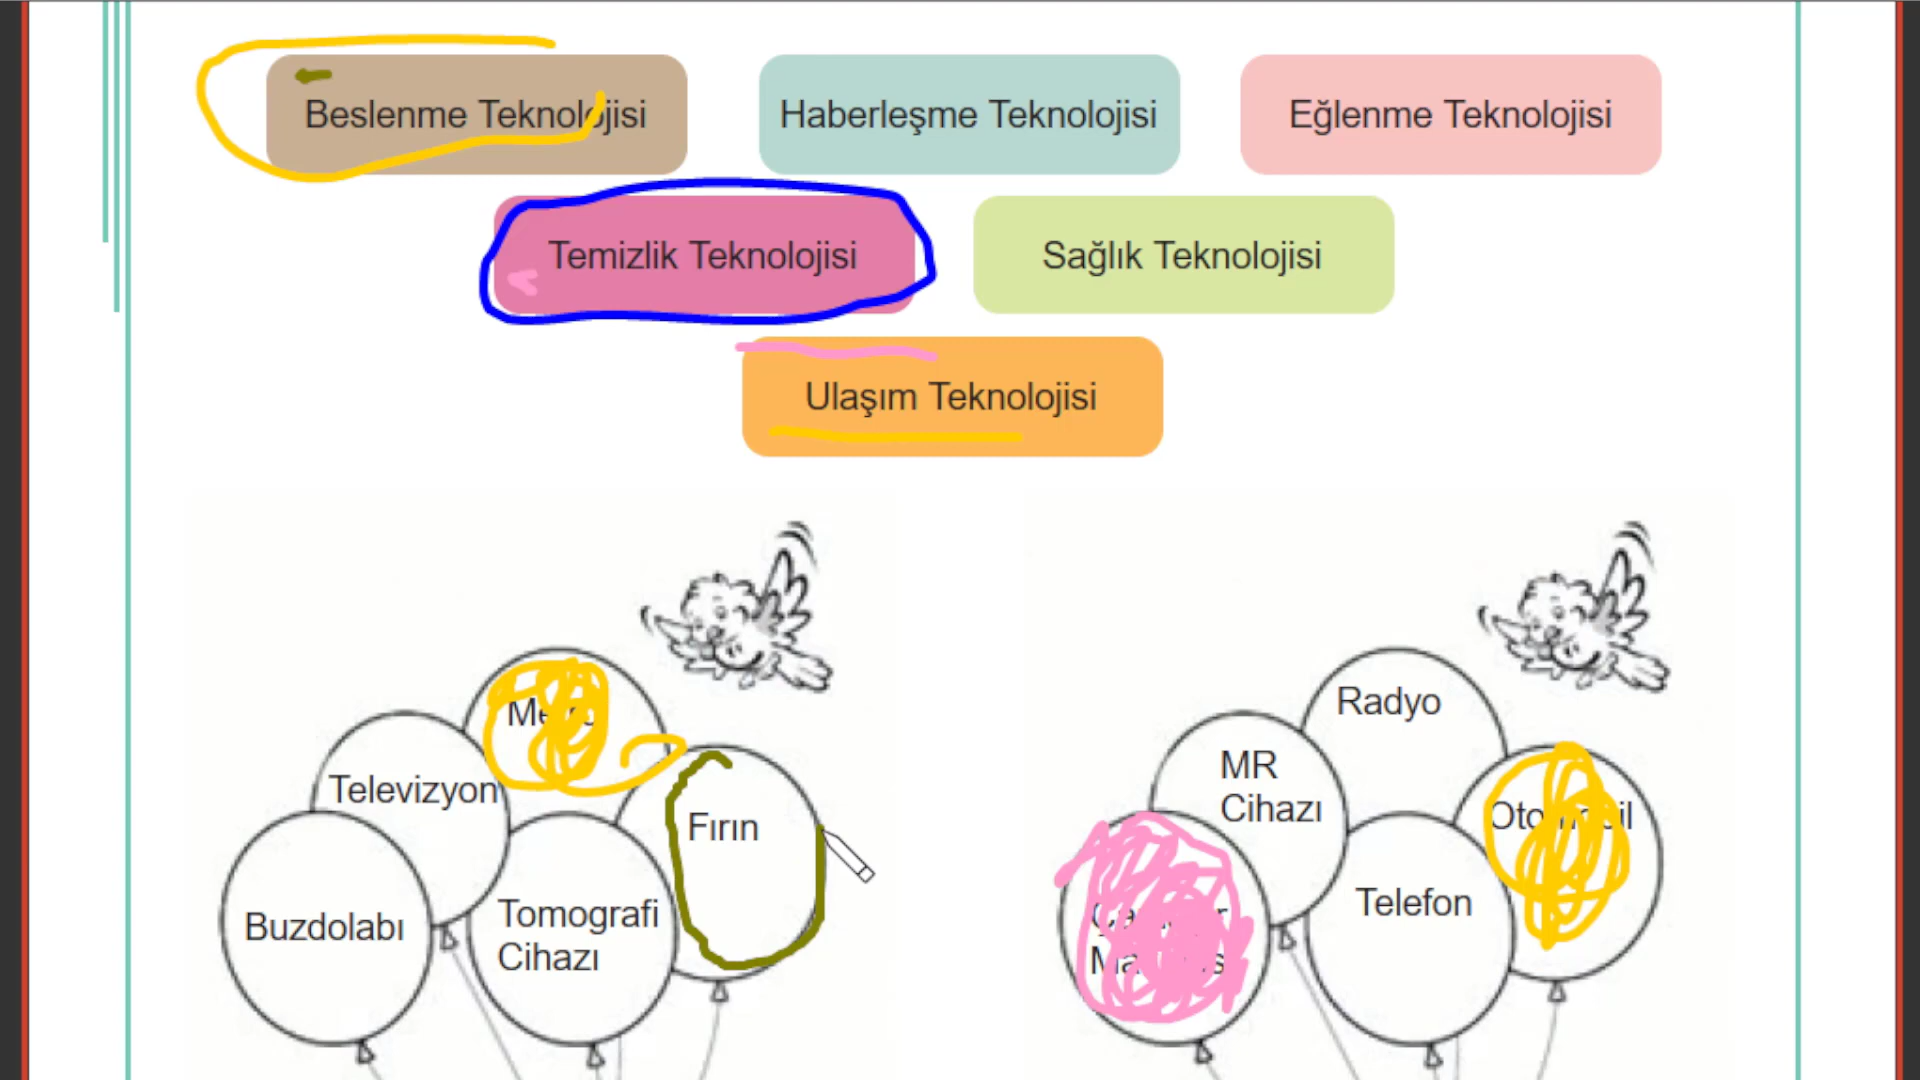 Beslenme Teknolojisi
Haberleşme Teknolojisi
Eğlenme Teknolojisi
Temizlik Teknolojisi
Sağlık Teknolojisi
Ulaşım Teknolojisi
Televizyon
Fırın
Buzdolabı
Tomografi
Cihazı
Radyo
MR
Cihazı
Otomobil
Telefon